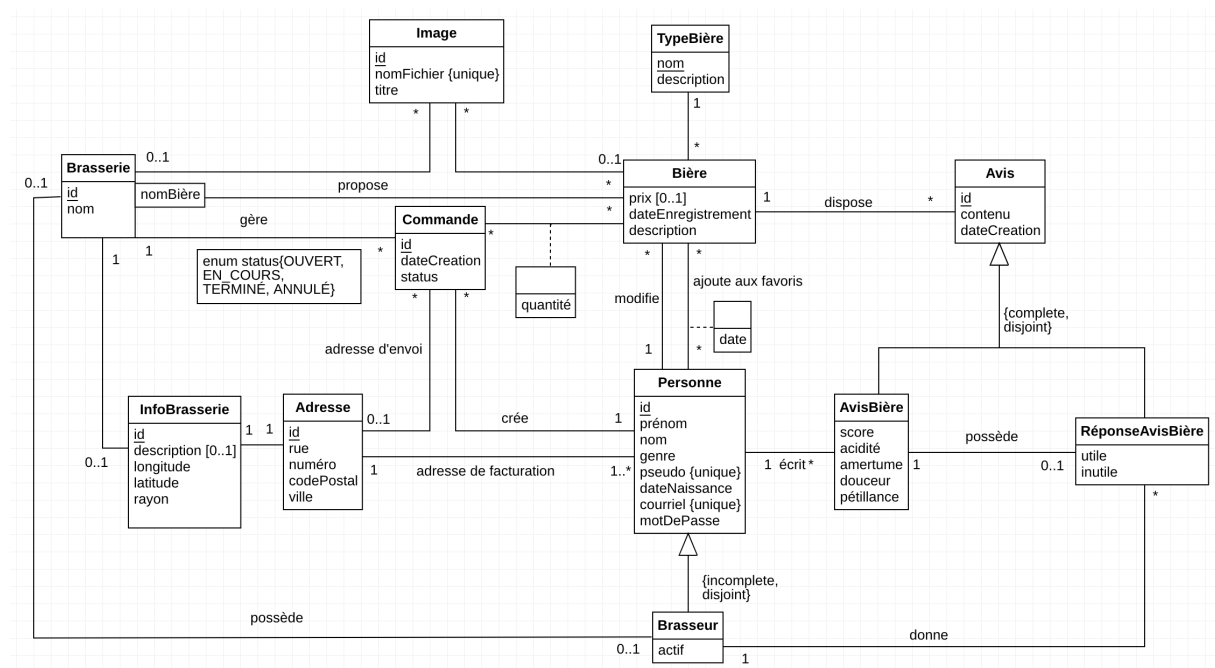 Image
id
nomFichier {unique}
titre
*
*
TypeBière
nom
description
1
*
Brasserie
id
nom
0..1
0..1
nomBière
propose
*
0..1
Bière
prix [0..1]
dateEnregistrement
description
1
dispose
*
Avis
id
contenu
dateCreation
gère
1
1
*
*
*
Commande
id
dateCreation
status
enum status{OUVERT,
EN_COURS,
TERMINÉ, ANNULÉ}
quantité
*
*
modifie
ajoute aux favoris
date
1
*
{complete,
disjoint}
*
*
adresse d'envoi
0..1
crée
1
InfoBrasserie
id
description [0..1]
longitude
latitude
rayon
0..1
1
1
Adresse
id
rue
numéro
codePostal
ville
1
adresse de facturation
1..*
Personne
id
prénom
nom
genre
pseudo {unique}
dateNaissance
courriel {unique}
motDePasse
1
écrit
*
AvisBière
score
acidité
amertume
douceur
pétillance
1
possède
0..1
RéponseAvisBière
utile
inutile
*
{incomplete,
disjoint}
possède
0..1
Brasseur
actif
1
donne